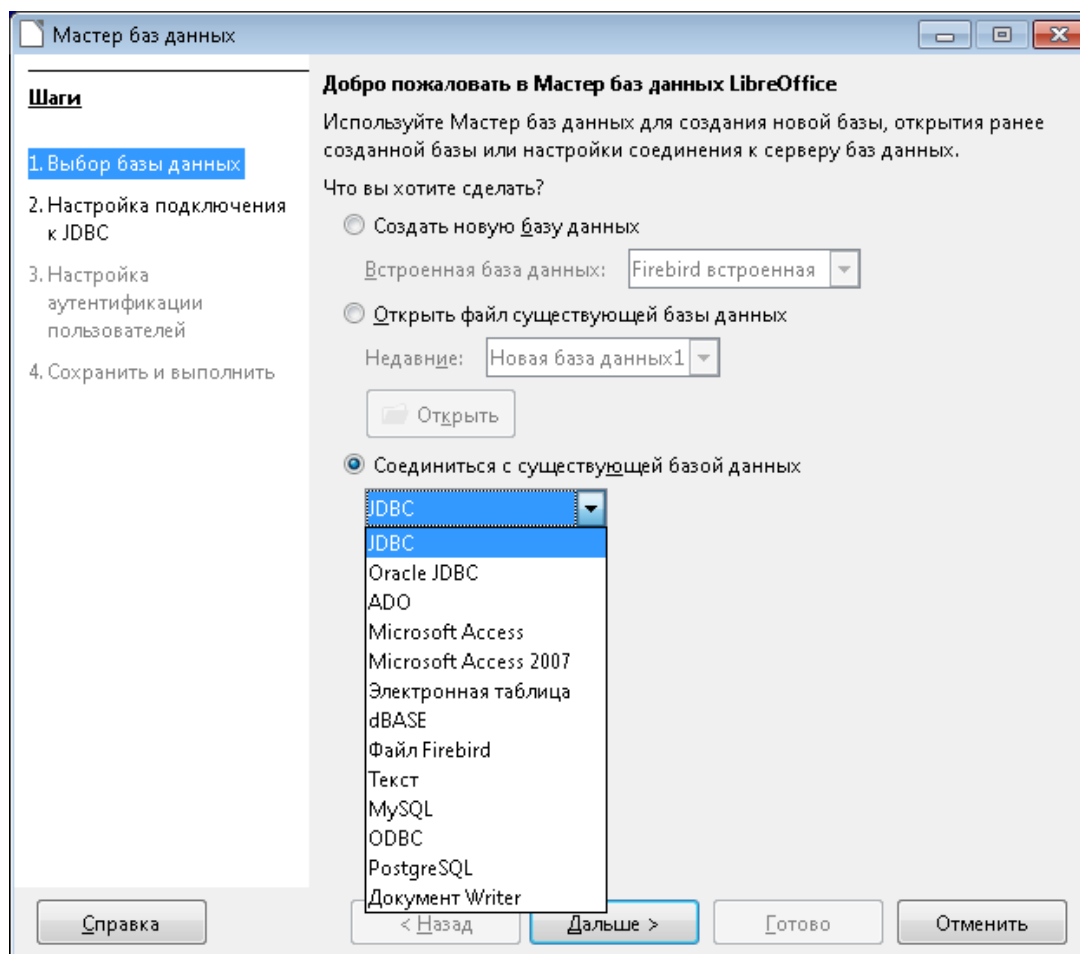 Мастер баз данных
Шаги
1. Выбор базы данных
2. Настройка подключения
к JDBC
3. Настройка
аутентификации
пользователей
4. Сохранить и выполнить
Добро пожаловать в Мастер баз данных LibreOffice
Используйте Мастер баз данных для создания новой базы, открытия ранее
созданной базы или настройки соединения к серверу баз данных.
Что вы хотите сделать?
Создать новую базу данных
Встроенная база данных: Firebird встроенная
Открыть файл существующей базы данных
Недавние: Новая база данных1
Открыть
Соединиться с существующей базой данных
JDBC
JDBC
Oracle JDBC
ADO
Microsoft Access
Microsoft Access 2007
Электронная таблица
dBASE
Файл Firebird
Текст
MySQL
ODBC
PostgreSQL
Документ Writer
Справка < Назад Дальше > Готово Отменить